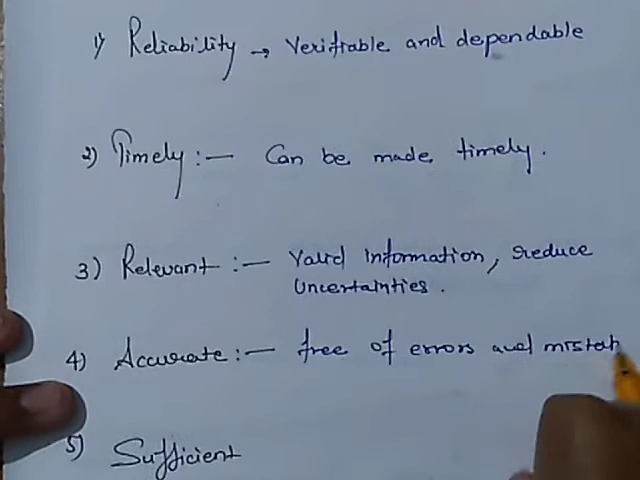 1) Reliability → Verifiable and dependable
2) Timely :- Can be made timely.
3) Relevant :- Valid information, reduce
uncertainties.
4) Accurate :- free of errors and mistak
5) Sufficient